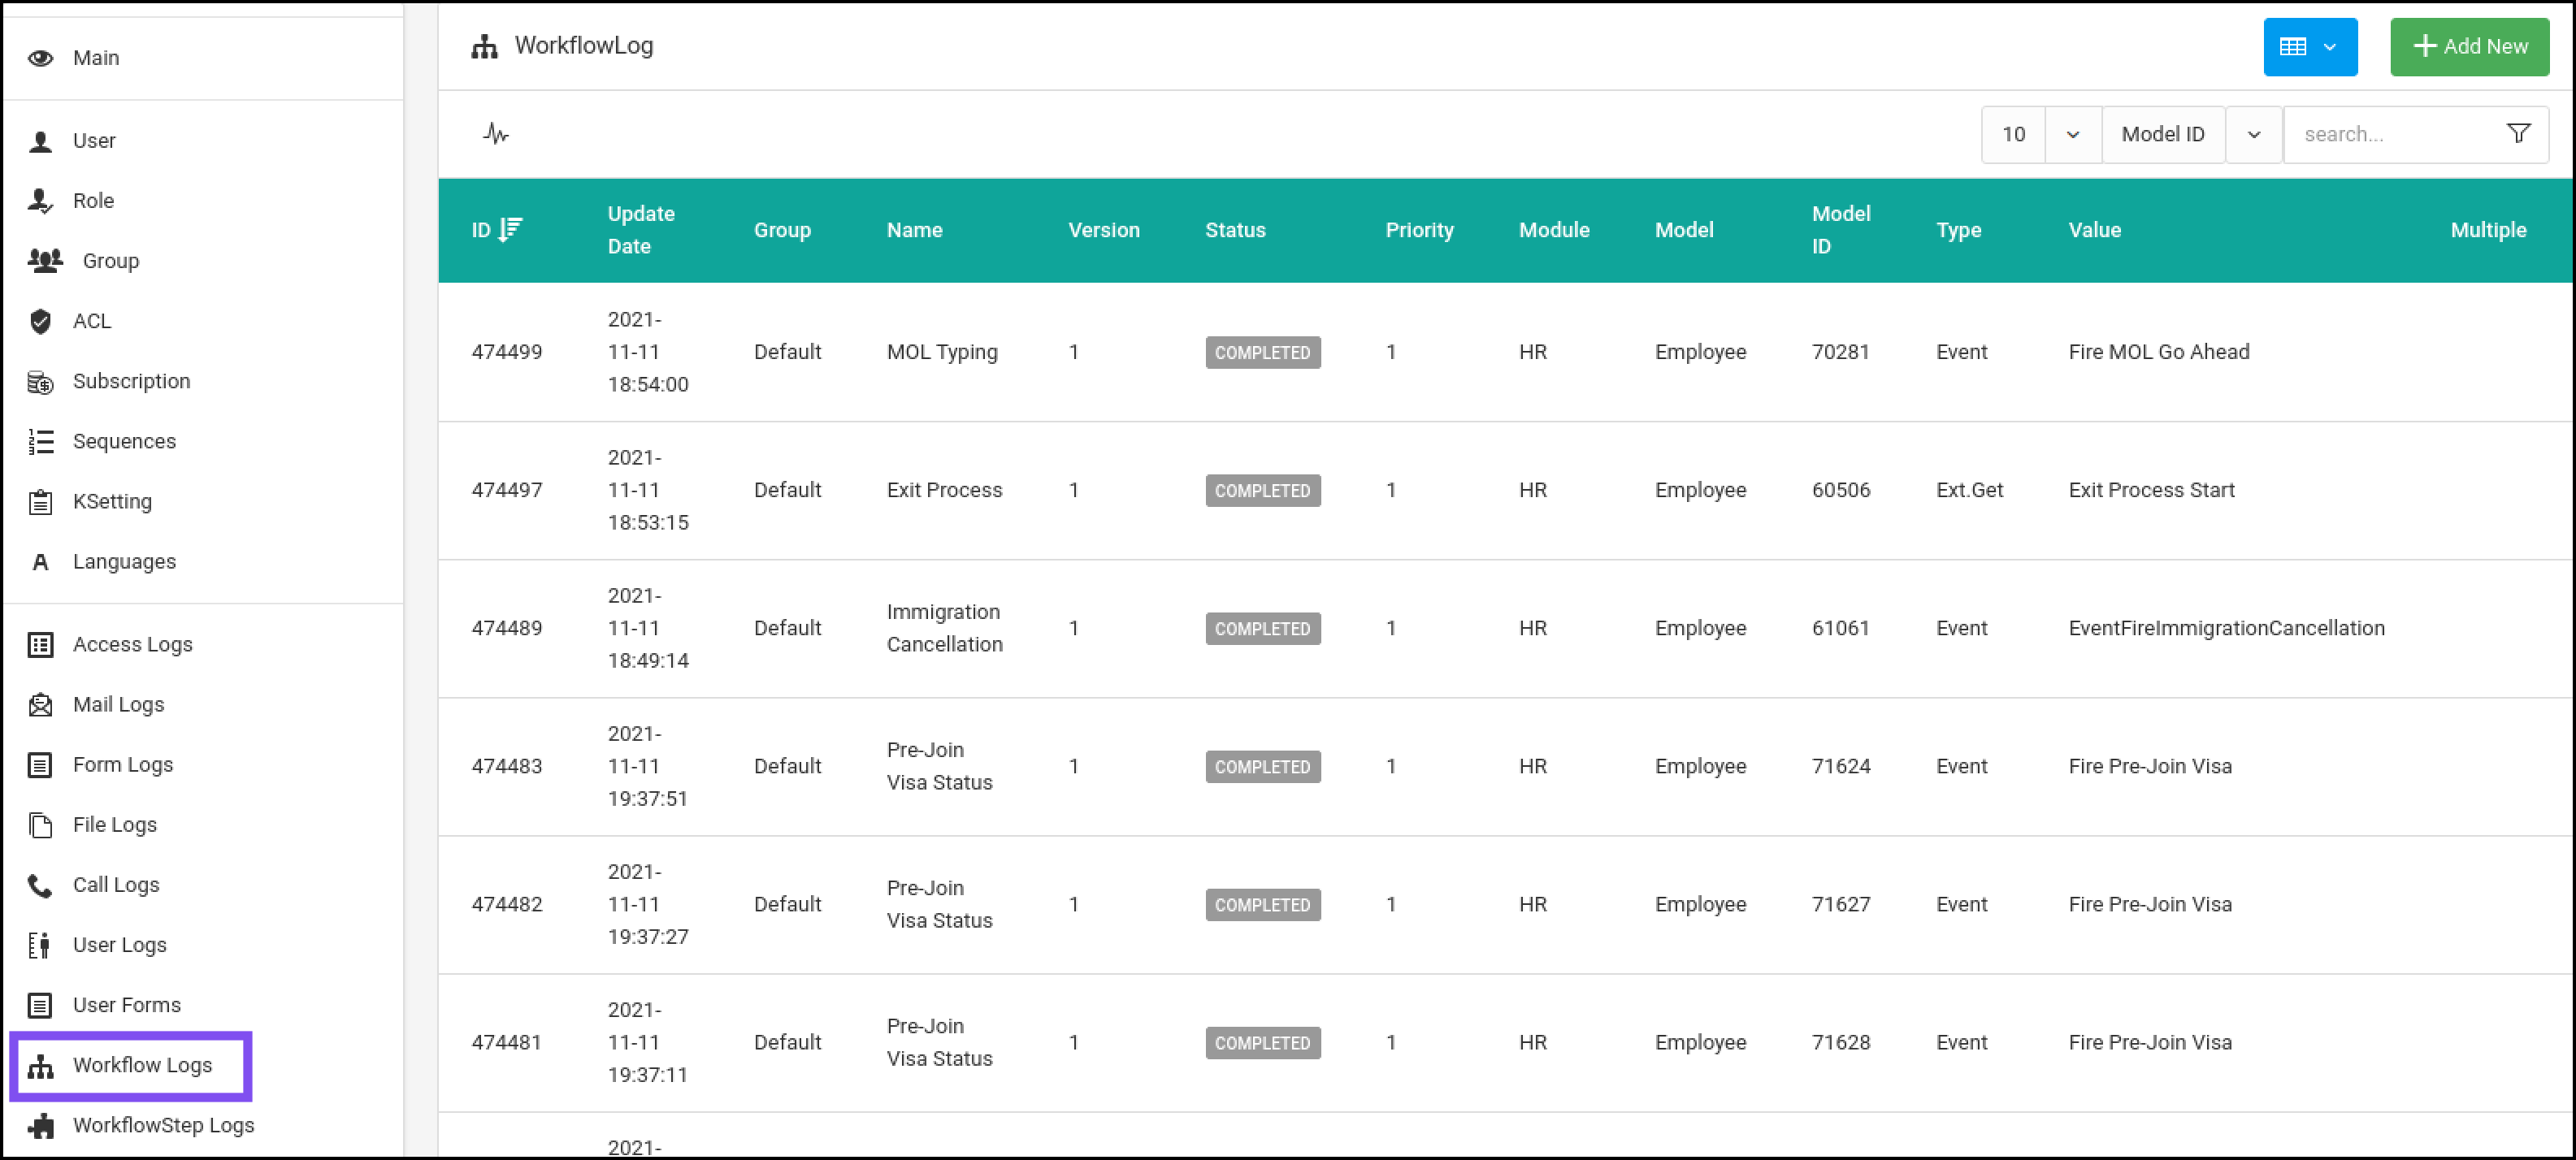 Main
User
Role
Group
ACL
Subscription
Sequences
KSetting
A Languages
Access Logs
Mail Logs
Form Logs
File Logs
Call Logs
User Logs
User Forms
Workflow Logs
WorkflowStep Logs
WorkflowLog
Add New
10 Model ID search...
ID Update Date Group Name Version Status Priority Module Model Model ID Type Value Multiple
474499 2021-11-11 18:54:00 Default MOL Typing 1 COMPLETED 1 HR Employee 70281 Event Fire MOL Go Ahead
474497 2021-11-11 18:53:15 Default Exit Process 1 COMPLETED 1 HR Employee 60506 Ext.Get Exit Process Start
474489 2021-11-11 18:49:14 Default Immigration Cancellation 1 COMPLETED 1 HR Employee 61061 Event EventFireImmigrationCancellation
474483 2021-11-11 19:37:51 Default Pre-Join Visa Status 1 COMPLETED 1 HR Employee 71624 Event Fire Pre-Join Visa
474482 2021-11-11 19:37:27 Default Pre-Join Visa Status 1 COMPLETED 1 HR Employee 71627 Event Fire Pre-Join Visa
474481 2021-11-11 19:37:11 Default Pre-Join Visa Status 1 COMPLETED 1 HR Employee 71628 Event Fire Pre-Join Visa
2021-